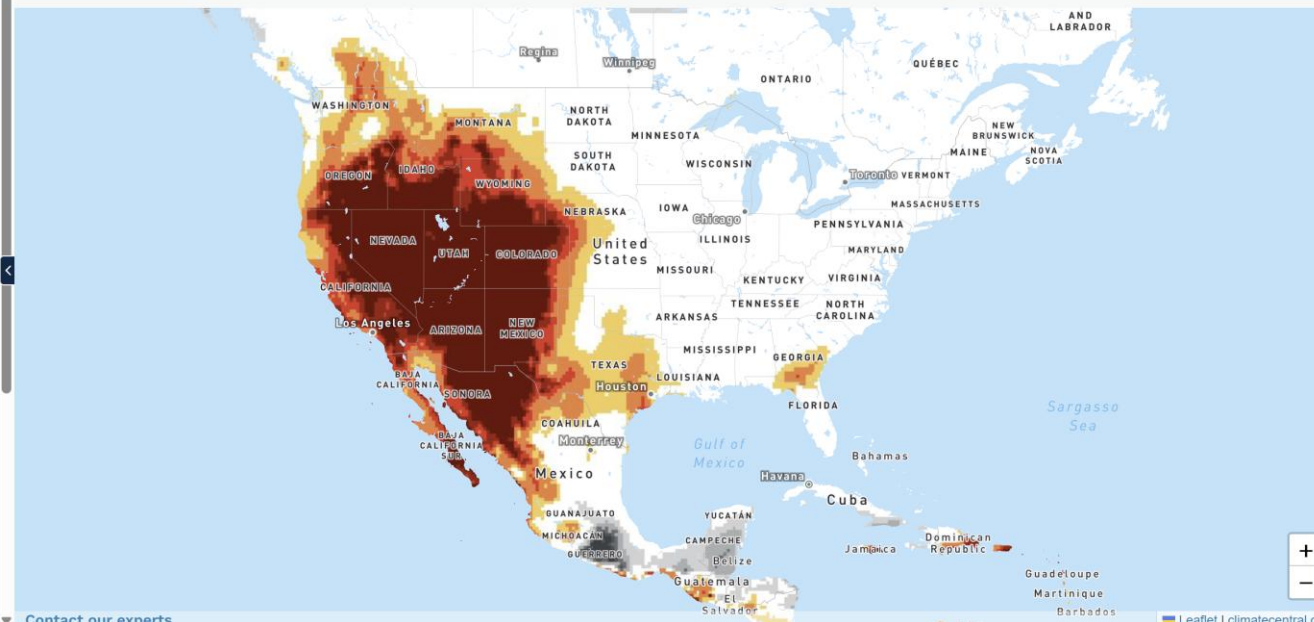 AND
LABRADOR
Regina
Winnipeg
ONTARIO
QUÉBEC
WASHINGTON
MONTANA
NORTH
DAKOTA
MINNESOTA
NEW
BRUNSWICK
MAINE
NOVA
SCOTIA
SOUTH
DAKOTA
WISCONSIN
OREGON
IDAHO
WYOMING
Toronto
VERMONT
MASSACHUSETTS
NEBRASKA
IOWA
Chicago
PENNSYLVANIA
NEVADA
UTAH
COLORADO
United
States
ILLINOIS
MARYLAND
MISSOURI
KENTUCKY
VIRGINIA
CALIFORNIA
TENNESSEE
NORTH
CAROLINA
Los Angeles
ARIZONA
NEW
MEXICO
ARKANSAS
MISSISSIPPI
GEORGIA
TEXAS
LOUISIANA
BAJA
CALIFORNIA
SONORA
Houston
FLORIDA
Sargasso
Sea
COAHUILA
Monterrey
BAJA
CALIFORNIA
SUR
Gulf of
Mexico
Bahamas
Mexico
Havana
Cuba
GUANAJUATO
YUCATÁN
MICHOACÁN
CAMPECHE
GUERRERO
Belize
Jamaica
Dominican
Republic
Guatemala
El
Salvador
Guadeloupe
Martinique
Barbados
+
−
Contact our experts
Leaflet | climatecentral.